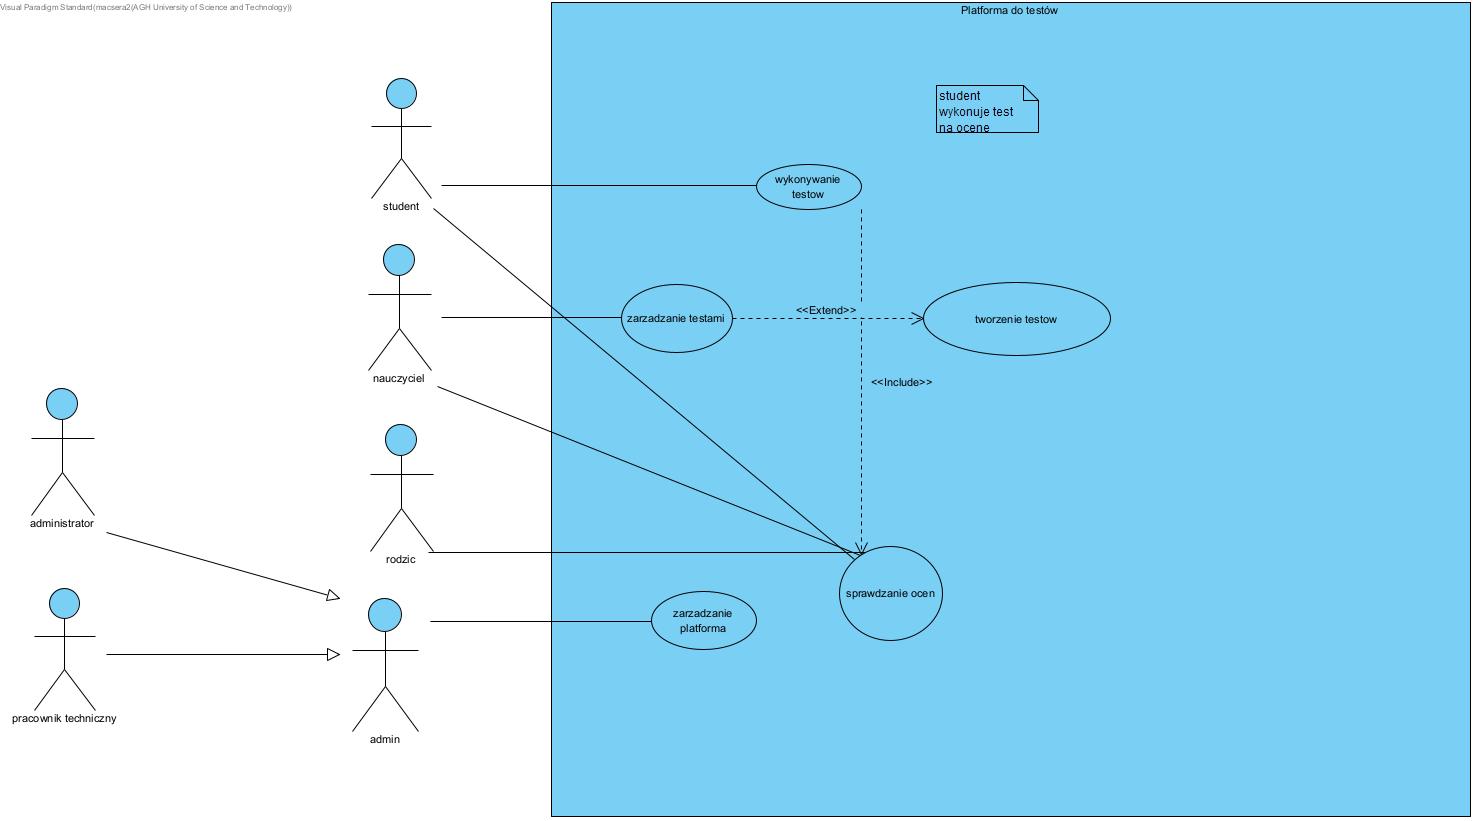 Visual Paradigm Standard(macsera2(AGH University of Science and Technology))
Platforma do testów
student
wykonuje test
na ocene
wykonywanie
testow
student
zarzadzanie testami
<<Extend>>
tworzenie testow
nauczyciel
<<Include>>
administrator
rodzic
sprawdzanie ocen
zarzadzanie
platforma
pracownik techniczny
admin